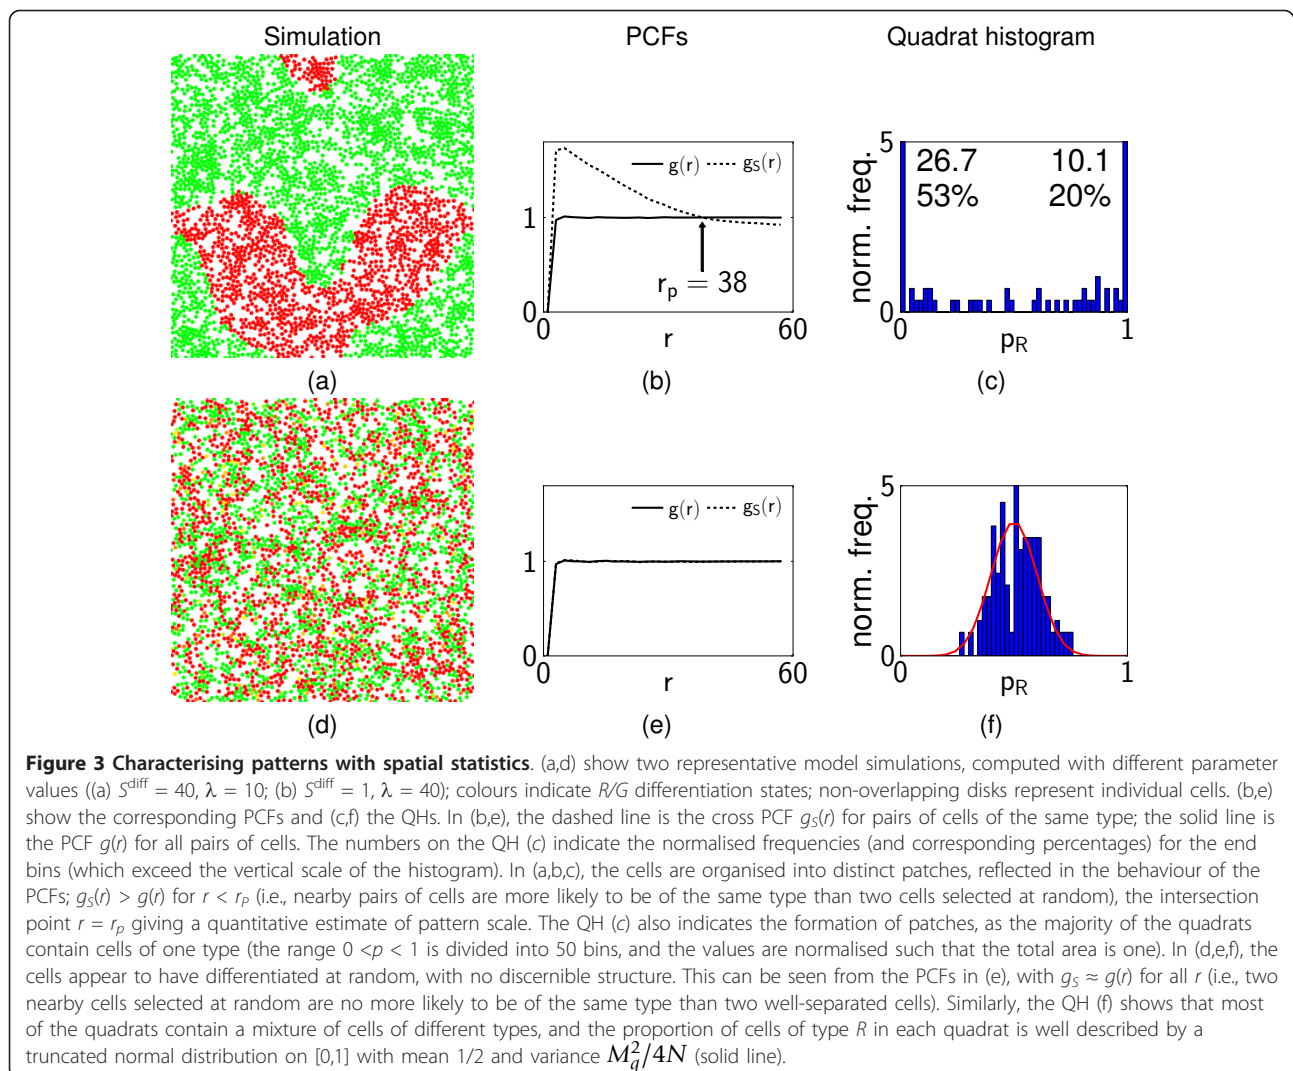 Simulation PCFs Quadrat histogram
g(r) gS(r)
1
0
0 60
r
rp = 38
5
norm. freq.
26.7 10.1
53% 20%
0
0 1
pR
(a) (b) (c)
g(r) gS(r)
1
0
0 60
r
5
norm. freq.
0
0 1
pR
(d) (e) (f)
Figure 3 Characterising patterns with spatial statistics. (a,d) show two representative model simulations, computed with different parameter
values ((a) S^diff = 40, λ = 10; (b) S^diff = 1, λ = 40); colours indicate R/G differentiation states; non-overlapping disks represent individual cells. (b,e)
show the corresponding PCFs and (c,f) the QHs. In (b,e), the dashed line is the cross PCF gS(r) for pairs of cells of the same type; the solid line is
the PCF g(r) for all pairs of cells. The numbers on the QH (c) indicate the normalised frequencies (and corresponding percentages) for the end
bins (which exceed the vertical scale of the histogram). In (a,b,c), the cells are organised into distinct patches, reflected in the behaviour of the
PCFs; gS(r) > g(r) for r < rP (i.e., nearby pairs of cells are more likely to be of the same type than two cells selected at random), the intersection
point r = rp giving a quantitative estimate of pattern scale. The QH (c) also indicates the formation of patches, as the majority of the quadrats
contain cells of one type (the range 0 <p < 1 is divided into 50 bins, and the values are normalised such that the total area is one). In (d,e,f), the
cells appear to have differentiated at random, with no discernible structure. This can be seen from the PCFs in (e), with gS ≈ g(r) for all r (i.e., two
nearby cells selected at random are no more likely to be of the same type than two well-separated cells). Similarly, the QH (f) shows that most
of the quadrats contain a mixture of cells of different types, and the proportion of cells of type R in each quadrat is well described by a
truncated normal distribution on [0,1] with mean 1/2 and variance M_q^2/4N (solid line).